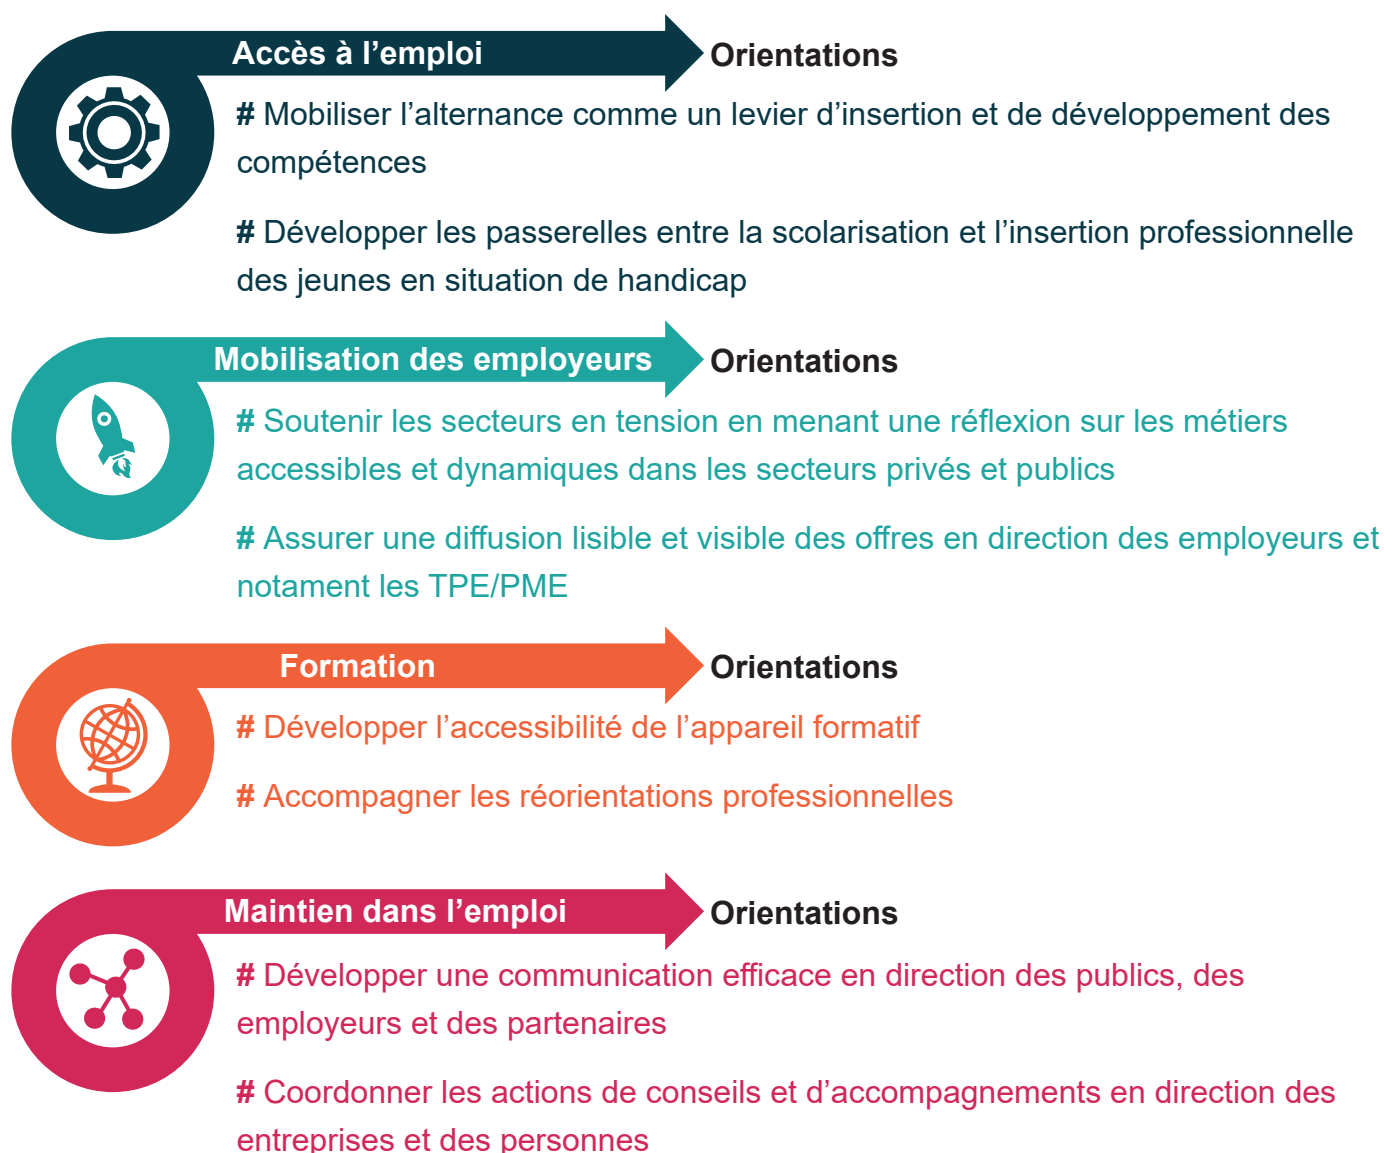 Accès à l’emploi
Orientations
# Mobiliser l’alternance comme un levier d’insertion et de développement des
compétences
# Développer les passerelles entre la scolarisation et l’insertion professionnelle
des jeunes en situation de handicap
Mobilisation des employeurs
Orientations
# Soutenir les secteurs en tension en menant une réflexion sur les métiers
accessibles et dynamiques dans les secteurs privés et publics
# Assurer une diffusion lisible et visible des offres en direction des employeurs et
notament les TPE/PME
Formation
Orientations
# Développer l’accessibilité de l’appareil formatif
# Accompagner les réorientations professionnelles
Maintien dans l’emploi
Orientations
# Développer une communication efficace en direction des publics, des
employeurs et des partenaires
# Coordonner les actions de conseils et d’accompagnements en direction des
entreprises et des personnes